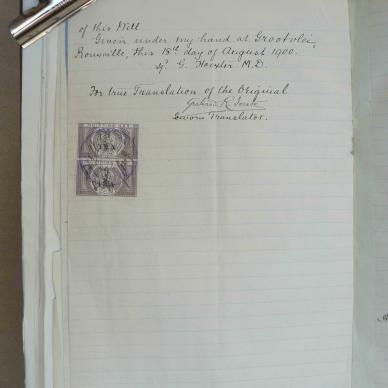 of this Will
Given under my hand at Grootvlei,
Rouxville, this 18th day of August 1900.
G. Hoexter M.D.
For true Translation of the Original
Sworn Translator.